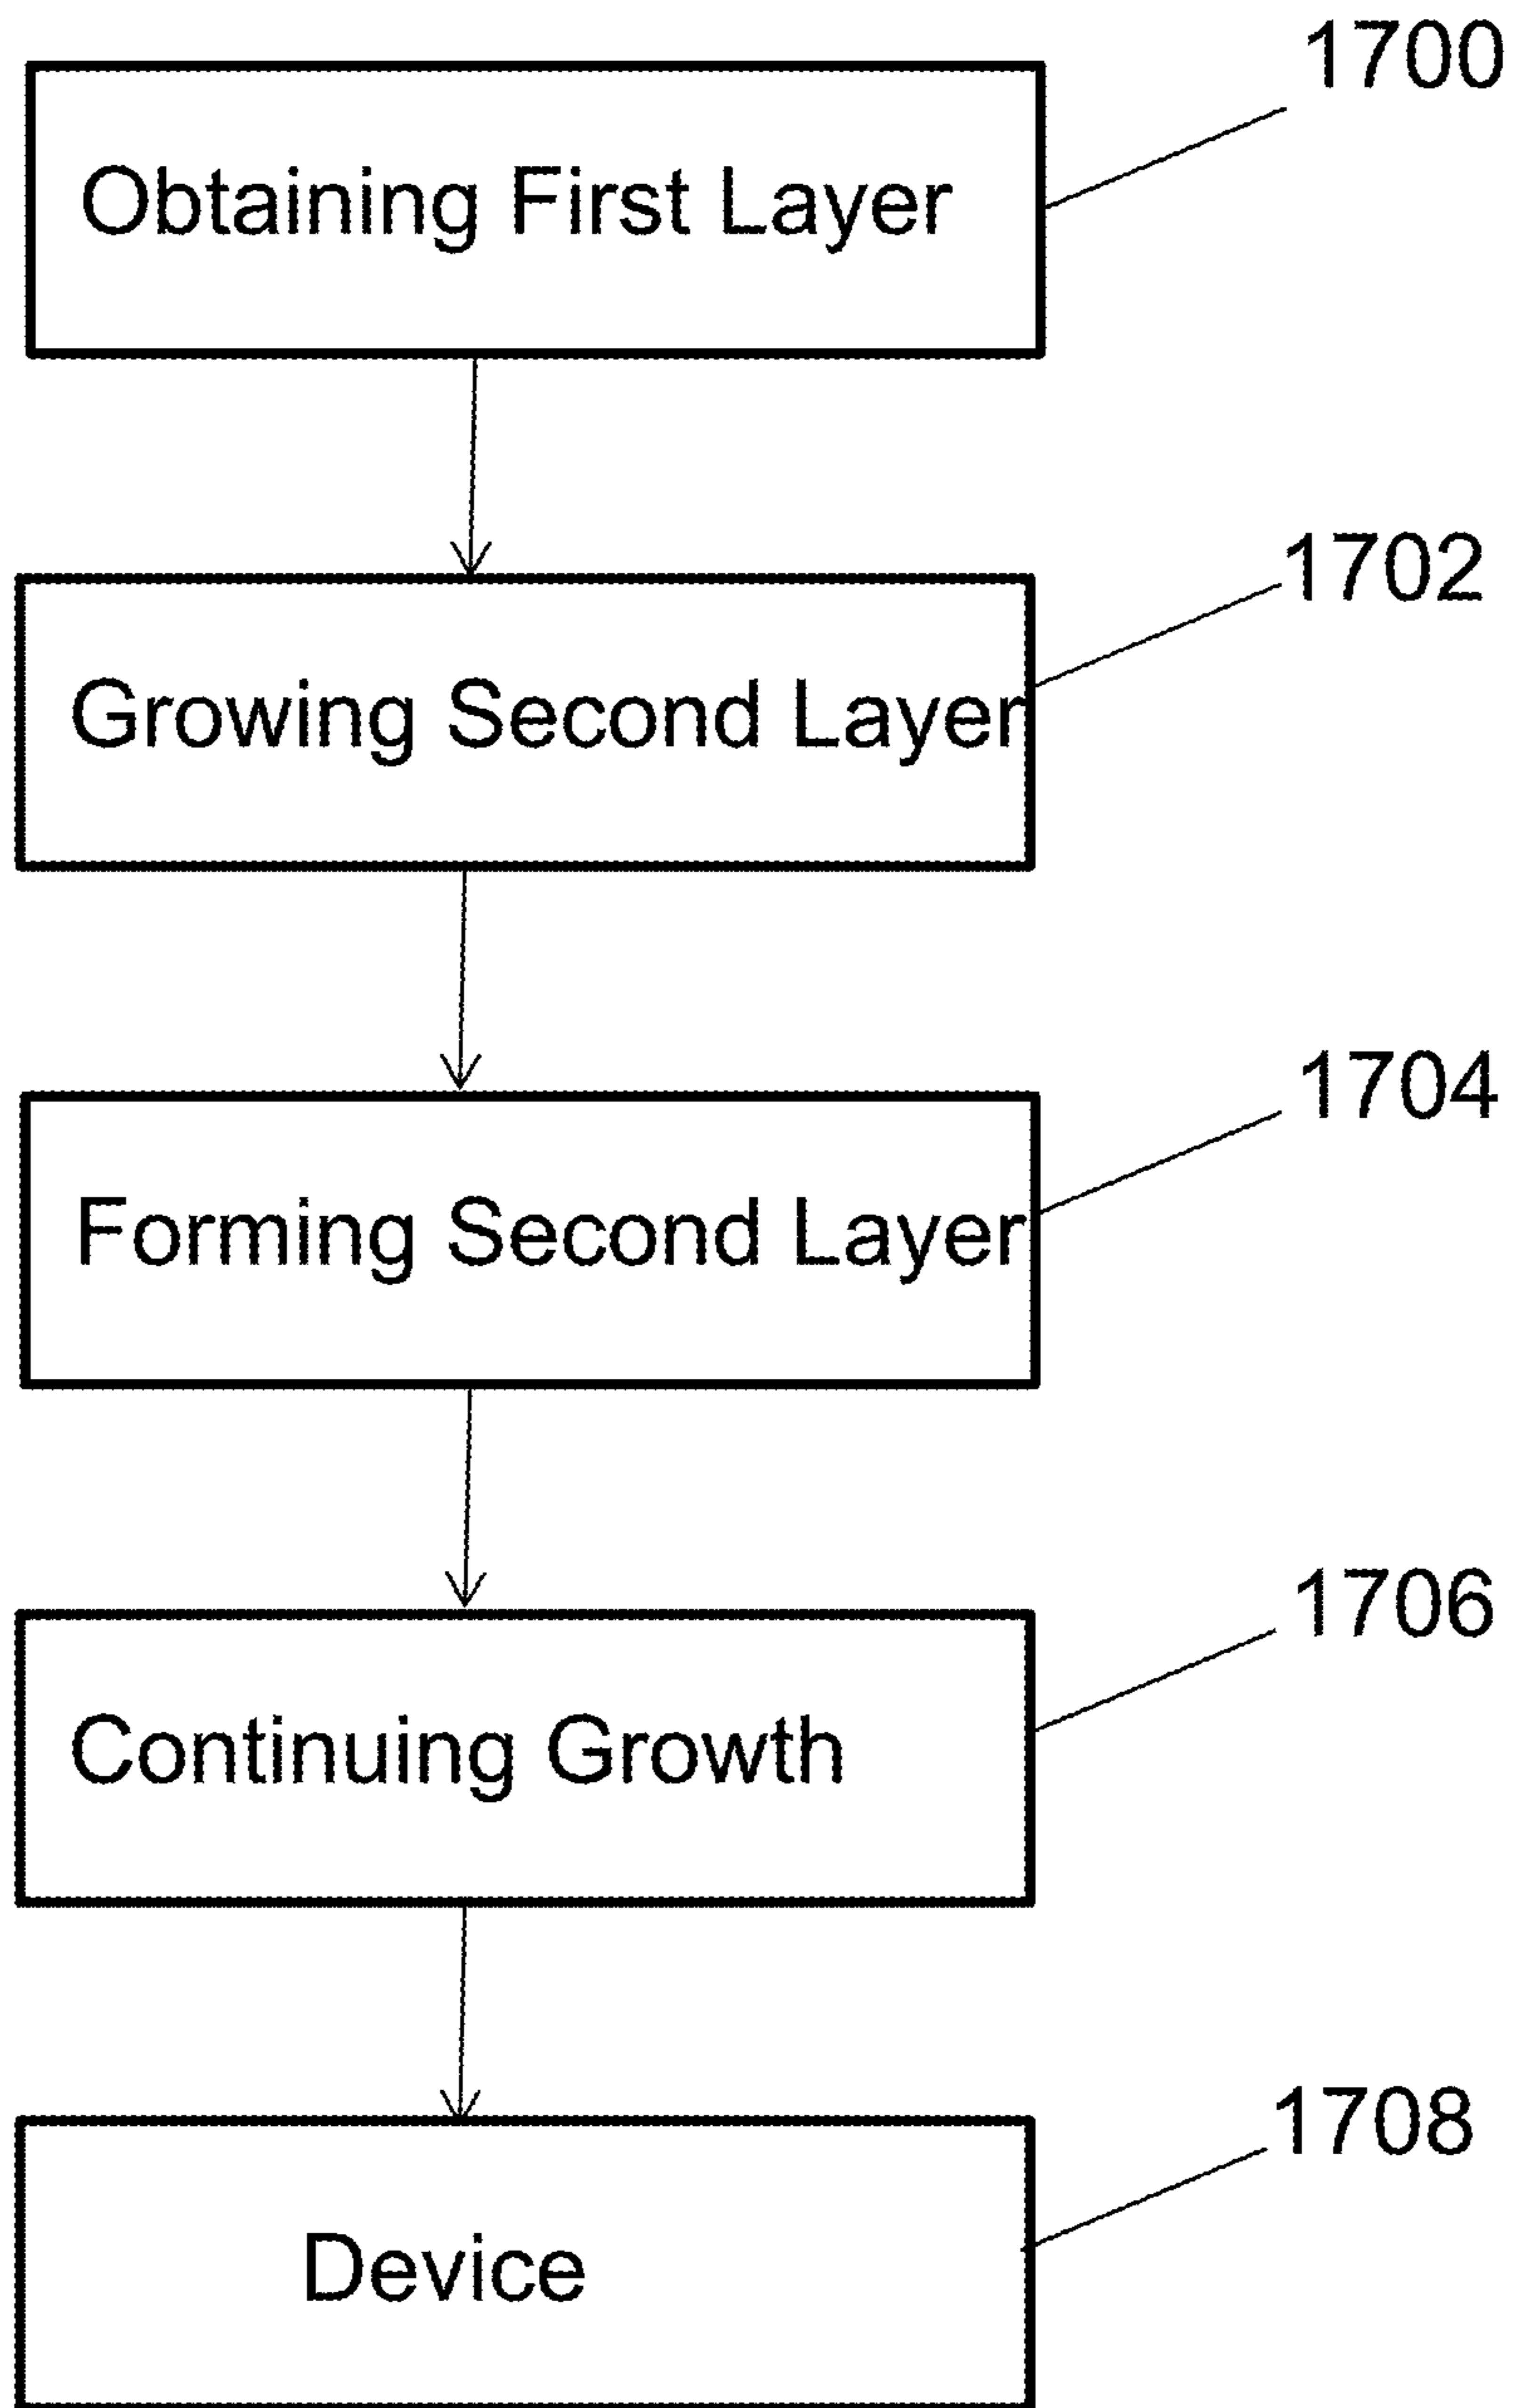 1700
Obtaining First Layer
1702
Growing Second Layer
1704
Forming Second Layer
1706
Continuing Growth
1708
Device